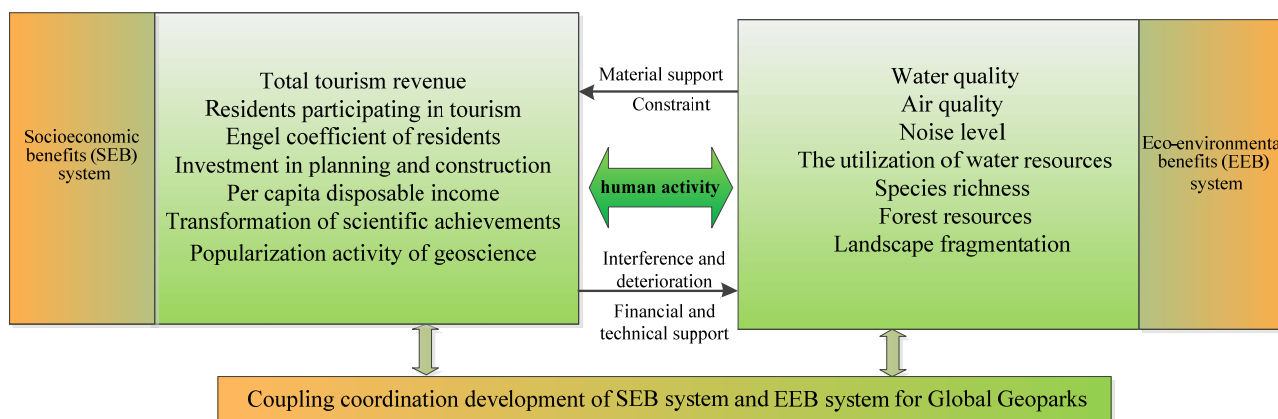 Socioeconomic
benefits (SEB)
system
Total tourism revenue
Residents participating in tourism
Engel coefficient of residents
Investment in planning and construction
Per capita disposable income
Transformation of scientific achievements
Popularization activity of geoscience
Material support
Constraint
human activity
Interference and
deterioration
Financial and
technical support
Water quality
Air quality
Noise level
The utilization of water resources
Species richness
Forest resources
Landscape fragmentation
Eco-environmental
benefits (EEB)
system
Coupling coordination development of SEB system and EEB system for Global Geoparks